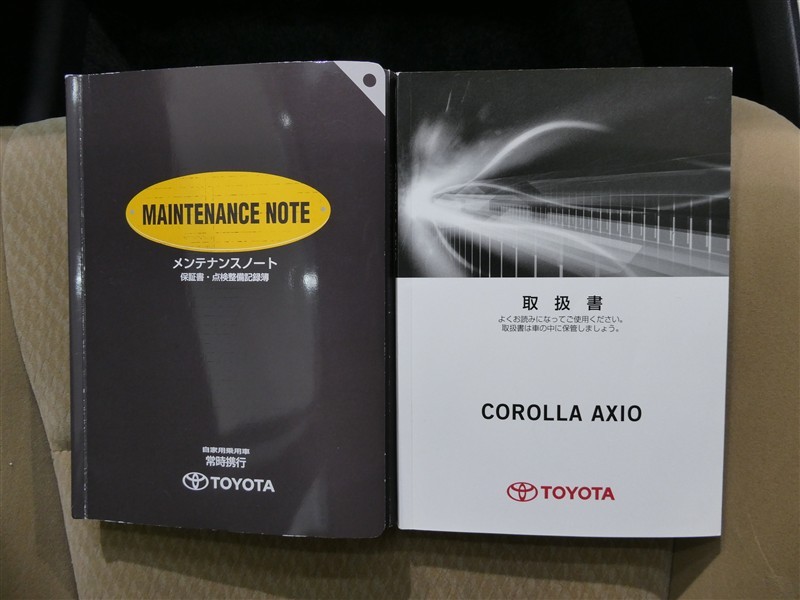 MAINTENANCE NOTE
メンテナンスノート
保証書・点検整備記録簿
自家用乗用車
常時携行
TOYOTA
取扱書
よくお読みになってご使用ください。
取扱書は車の中に保管しましょう。
COROLLA AXIO
TOYOTA